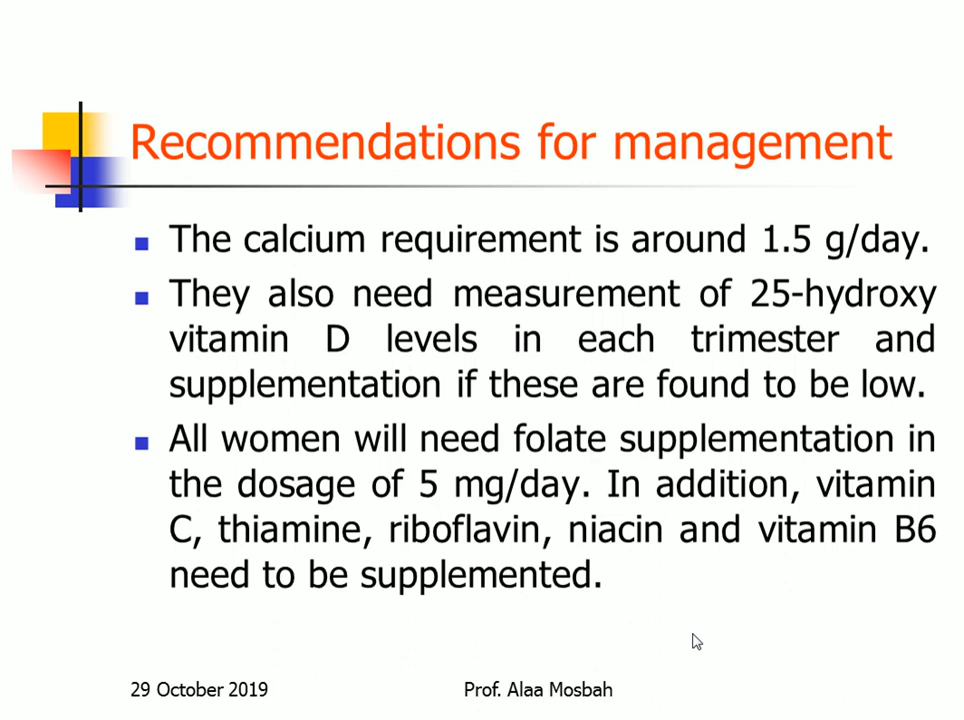 Recommendations for management
The calcium requirement is around 1.5 g/day.
They also need measurement of 25-hydroxy
vitamin D levels in each trimester and
supplementation if these are found to be low.
All women will need folate supplementation in
the dosage of 5 mg/day. In addition, vitamin
C, thiamine, riboflavin, niacin and vitamin B6
need to be supplemented.
29 October 2019
Prof. Alaa Mosbah